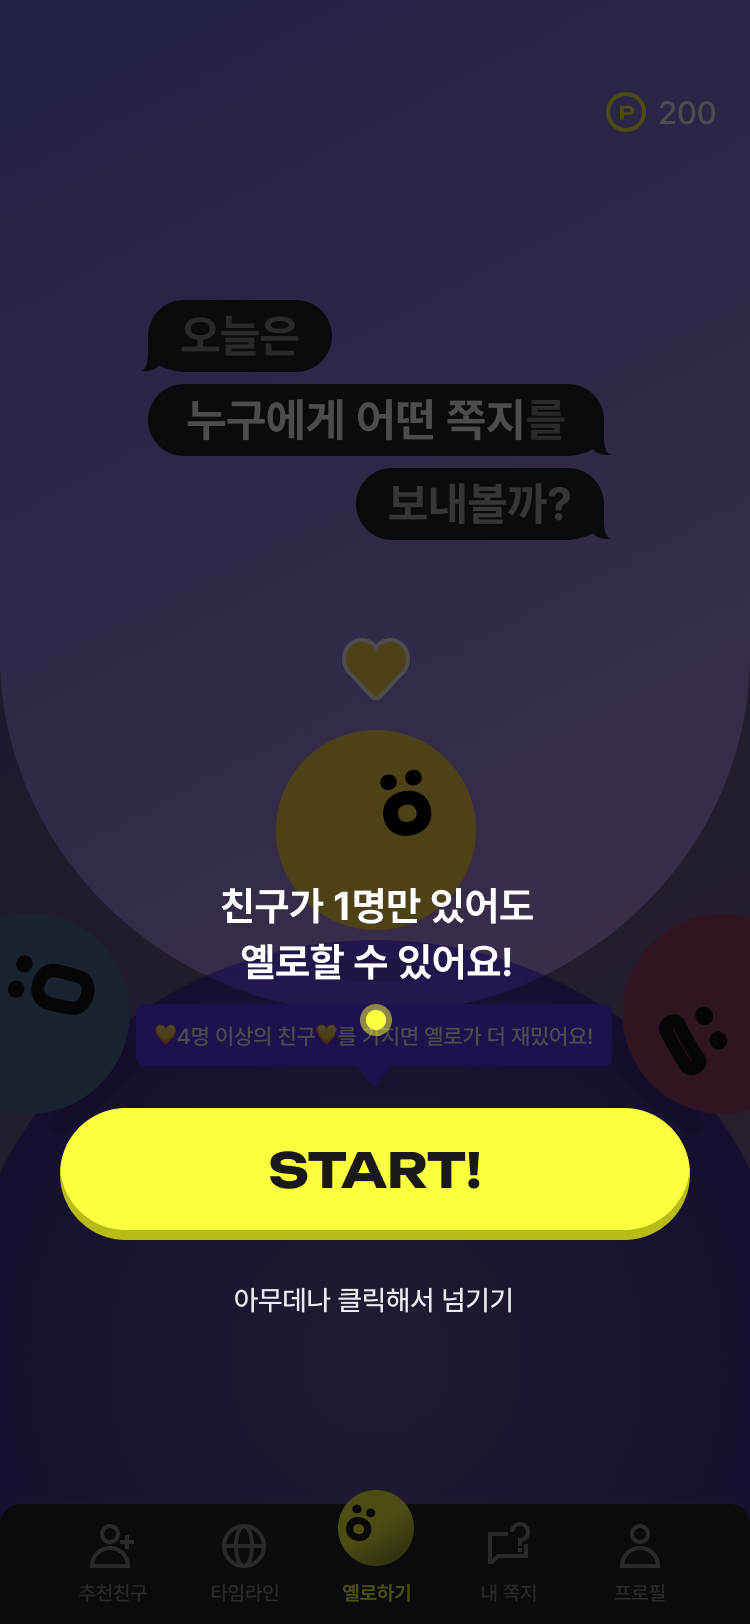 P 200
오늘은
누구에게 어떤 쪽지를
보내볼까?
친구가 1명만 있어도
옐로할 수 있어요!
💛4명 이상의 친구💛를 가지면 옐로가 더 재밌어요!
START!
아무데나 클릭해서 넘기기
추천친구 타임라인 옐로하기 내 쪽지 프로필